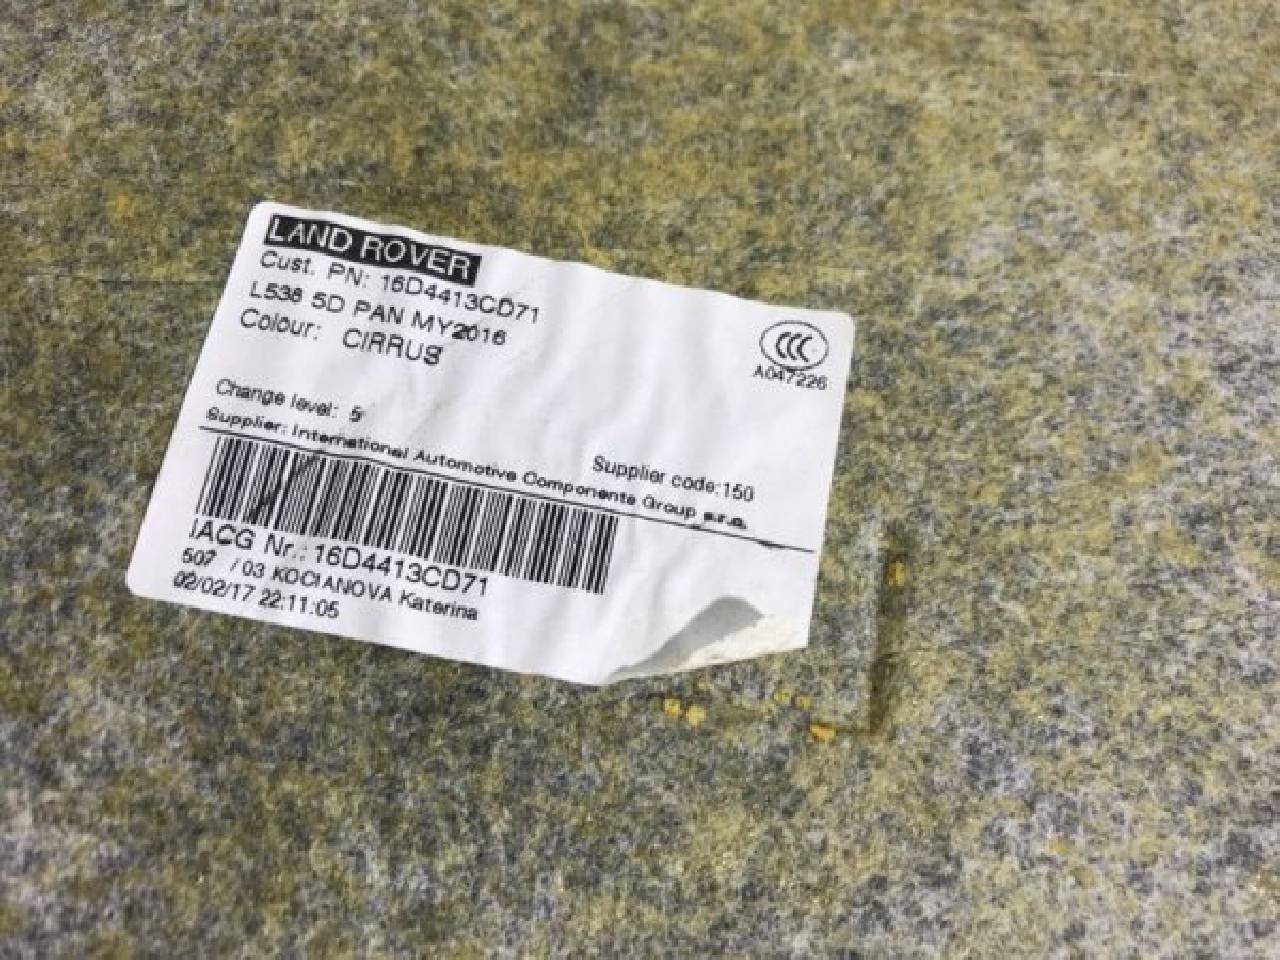 LAND ROVER
Cust. PN: 16D4413CD71
L538 5D PAN MY2016
Colour: CIRRUS
CCC
A047226
Change level: 5
Supplier code:150
Supplier: International Automotive Components Group s.r.o.
IACG Nr.: 16D4413CD71
507 / 03 KOCIANOVA Katerina
02/02/17 22:11:05